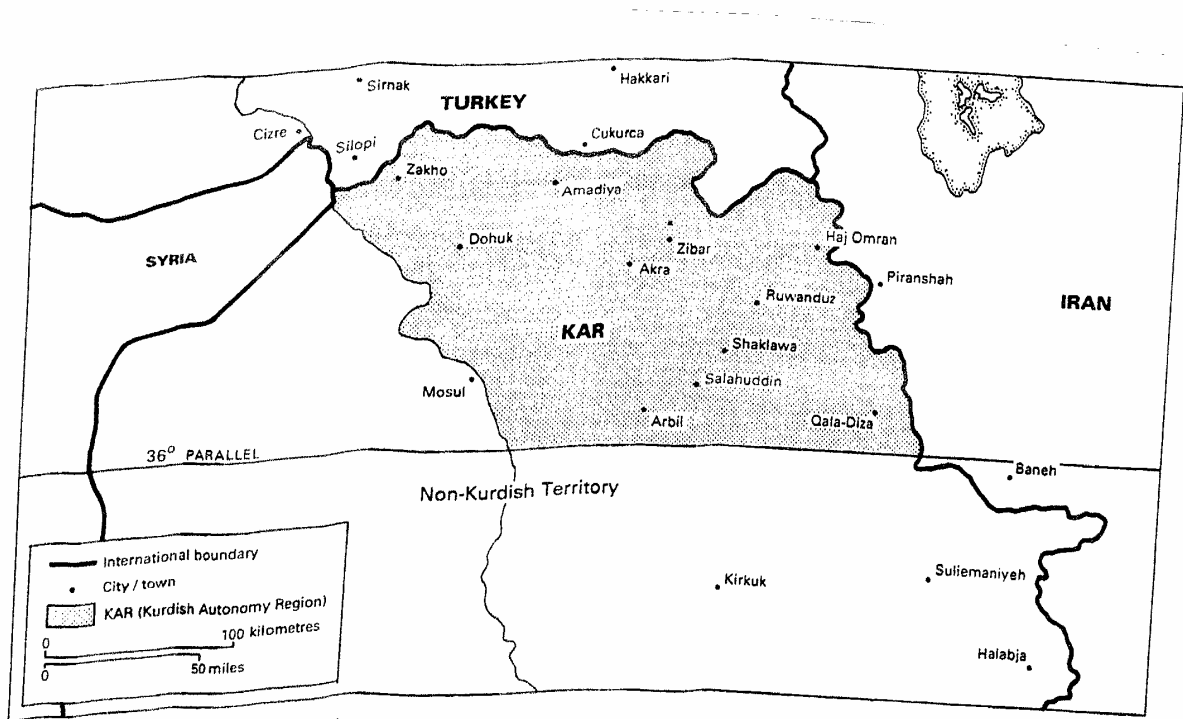 Sirnak
Hakkari
TURKEY
Cizre
Silopi
Cukurca
Zakho
Amadiya
Dohuk
Zibar
Haj Omran
SYRIA
Akra
Piranshah
Ruwanduz
IRAN
KAR
Shaklawa
Salahuddin
Mosul
Arbil
Qala-Diza
36° PARALLEL
Baneh
Non-Kurdish Territory
International boundary
City / town
KAR (Kurdish Autonomy Region)
0 100 kilometres
0 50 miles
Kirkuk
Suliemaniyeh
Halabja